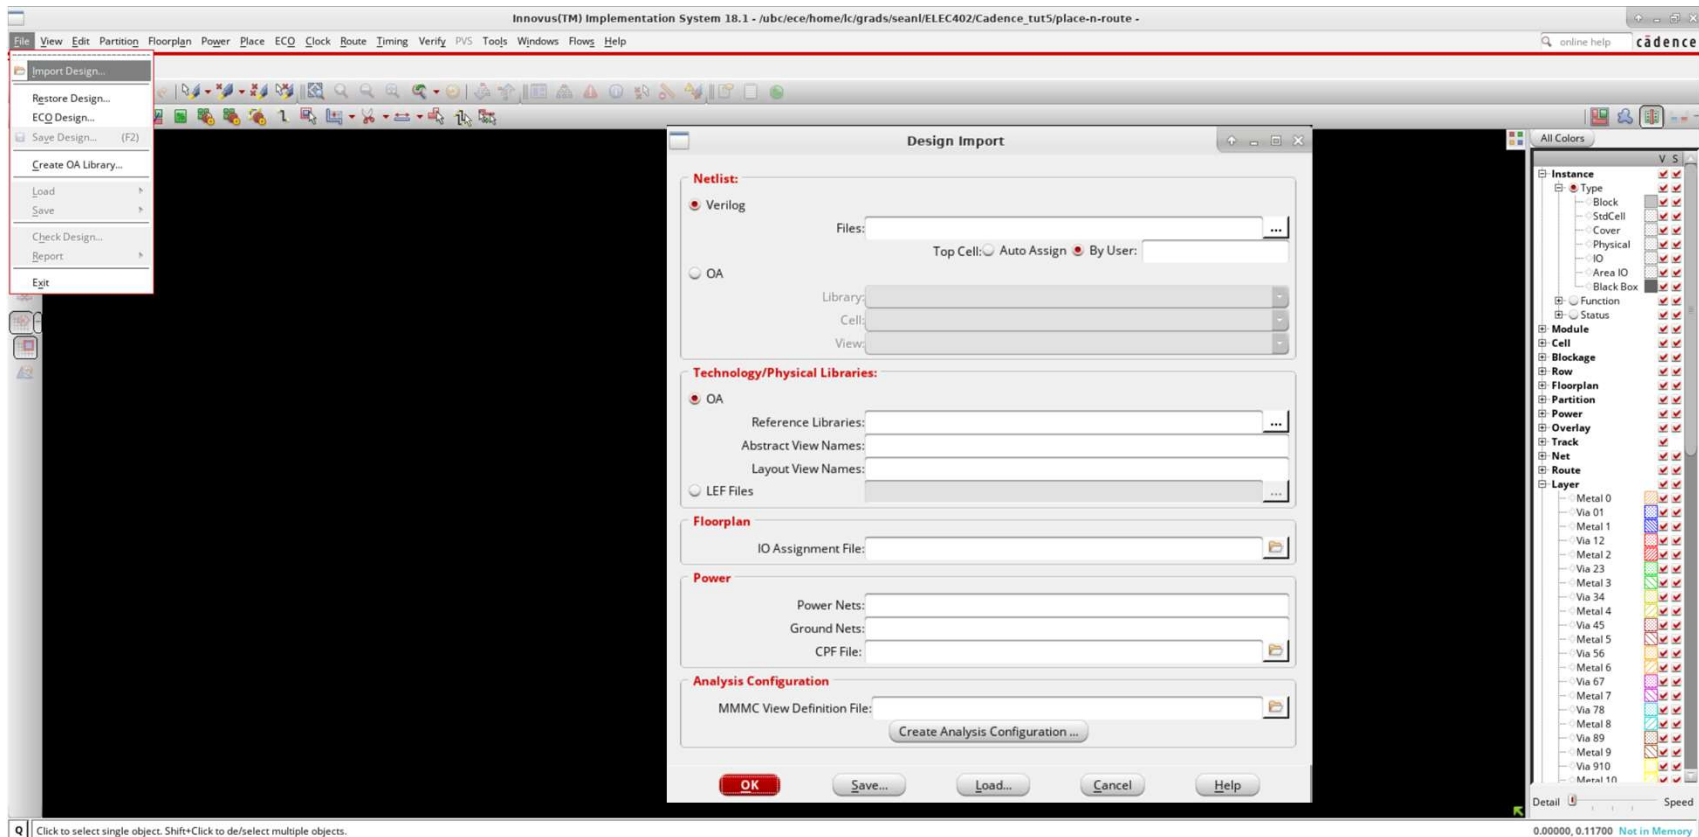 Innovus(TM) Implementation System 18.1 - /ubc/ece/home/lc/grads/seanl/ELEC402/Cadence_tut5/place-n-route -
File View Edit Partition Floorplan Power Place ECO Clock Route Timing Verify PVS Tools Windows Flows Help
online help
cādence
Import Design...
Restore Design...
ECO Design...
Save Design... (F2)
Create OA Library...
Load
Save
Check Design...
Report
Exit
Design Import
Netlist:
Verilog
Files:
...
Top Cell: Auto Assign By User:
OA
Library:
Cell:
View:
Technology/Physical Libraries:
OA
Reference Libraries:
...
Abstract View Names:
Layout View Names:
LEF Files
...
Floorplan
IO Assignment File:
Power
Power Nets:
Ground Nets:
CPF File:
Analysis Configuration
MMMC View Definition File:
Create Analysis Configuration ...
OK Save... Load... Cancel Help
All Colors
V S
Instance
Type
Block
StdCell
Cover
Physical
IO
Area IO
Black Box
Function
Status
Module
Cell
Blockage
Row
Floorplan
Partition
Power
Overlay
Track
Net
Route
Layer
Metal 0
Via 01
Metal 1
Via 12
Metal 2
Via 23
Metal 3
Via 34
Metal 4
Via 45
Metal 5
Via 56
Metal 6
Via 67
Metal 7
Via 78
Metal 8
Via 89
Metal 9
Via 910
Metal 10
Detail Speed
Q Click to select single object. Shift+Click to de/select multiple objects.
0.00000, 0.11700 Not in Memory